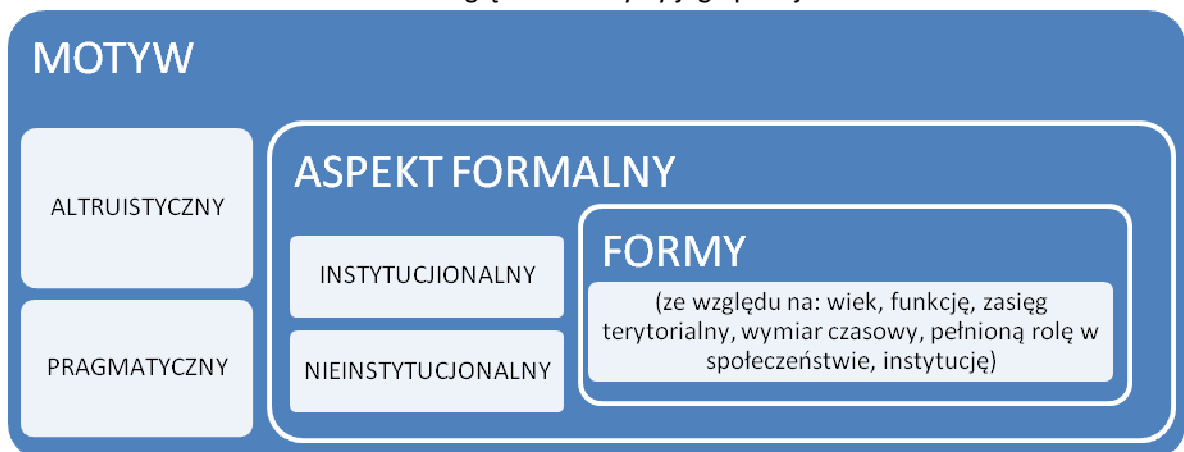 MOTYW
ALTRUISTYCZNY
PRAGMATYCZNY
ASPEKT FORMALNY
INSTYTUCJIONALNY
NIEINSTYTUCJONALNY
FORMY
(ze względu na: wiek, funkcję, zasięg
terytorialny, wymiar czasowy, pełnioną rolę w
społeczeństwie, instytucję)